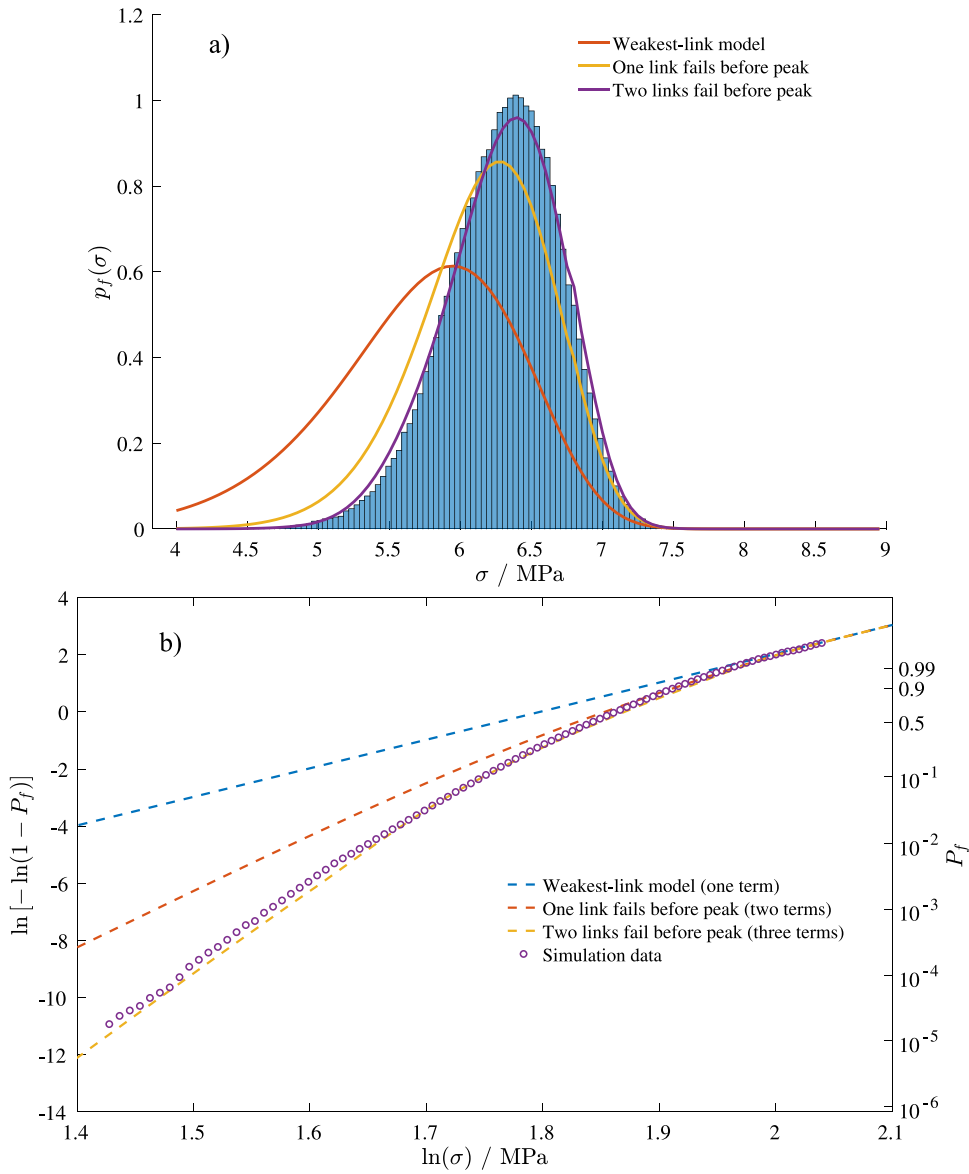 a)
1.2
1
0.8
0.6
0.4
0.2
0
p_f(σ)
Weakest-link model
One link fails before peak
Two links fail before peak
4 4.5 5 5.5 6 6.5 7 7.5 8 8.5 9
σ / MPa
b)
4
2
0
-2
-4
-6
-8
-10
-12
-14
ln [− ln(1 − P_f)]
0.99
0.9
0.5
10^-1
10^-2
10^-3
10^-4
10^-5
10^-6
P_f
Weakest-link model (one term)
One link fails before peak (two terms)
Two links fail before peak (three terms)
Simulation data
1.4 1.5 1.6 1.7 1.8 1.9 2 2.1
ln(σ) / MPa